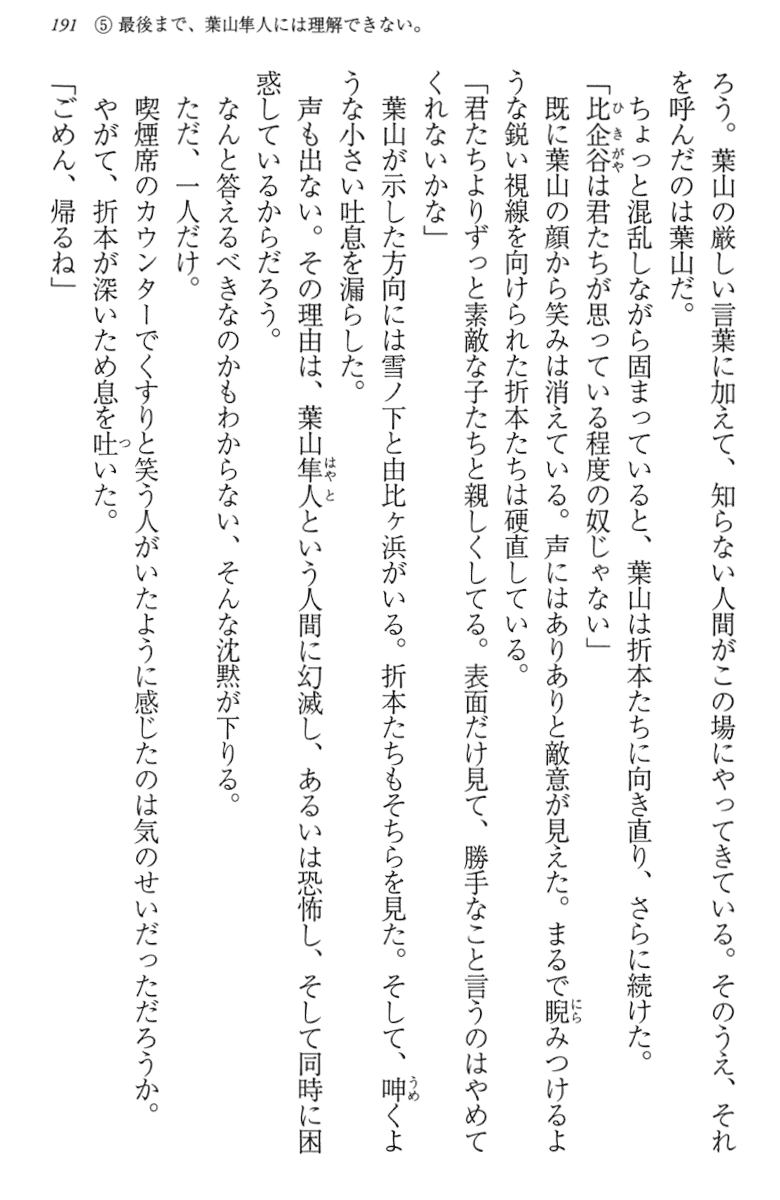 191　⑤ 最後まで、葉山隼人には理解できない。
ろう。葉山の厳しい言葉に加えて、知らない人間がこの場にやってきている。そのうえ、それ
を呼んだのは葉山だ。
　ちょっと混乱しながら固まっていると、葉山は折本たちに向き直り、さらに続けた。
「比企谷は君たちが思っている程度の奴じゃない」
　既に葉山の顔から笑みは消えている。声にはありありと敵意が見えた。まるで睨みつけるよ
うな鋭い視線を向けられた折本たちは硬直している。
「君たちよりずっと素敵な子たちと親しくしてる。表面だけ見て、勝手なこと言うのはやめて
くれないかな」
　葉山が示した方向には雪ノ下と由比ヶ浜がいる。折本たちもそちらを見た。そして、呻くよ
うな小さい吐息を漏らした。
　声も出ない。その理由は、葉山隼人という人間に幻滅し、あるいは恐怖し、そして同時に困
惑しているからだろう。
　なんと答えるべきなのかもわからない、そんな沈黙が下りる。
　ただ、一人だけ。
　喫煙席のカウンターでくすりと笑う人がいたように感じたのは気のせいだっただろうか。
　やがて、折本が深いため息を吐いた。
「ごめん、帰るね」